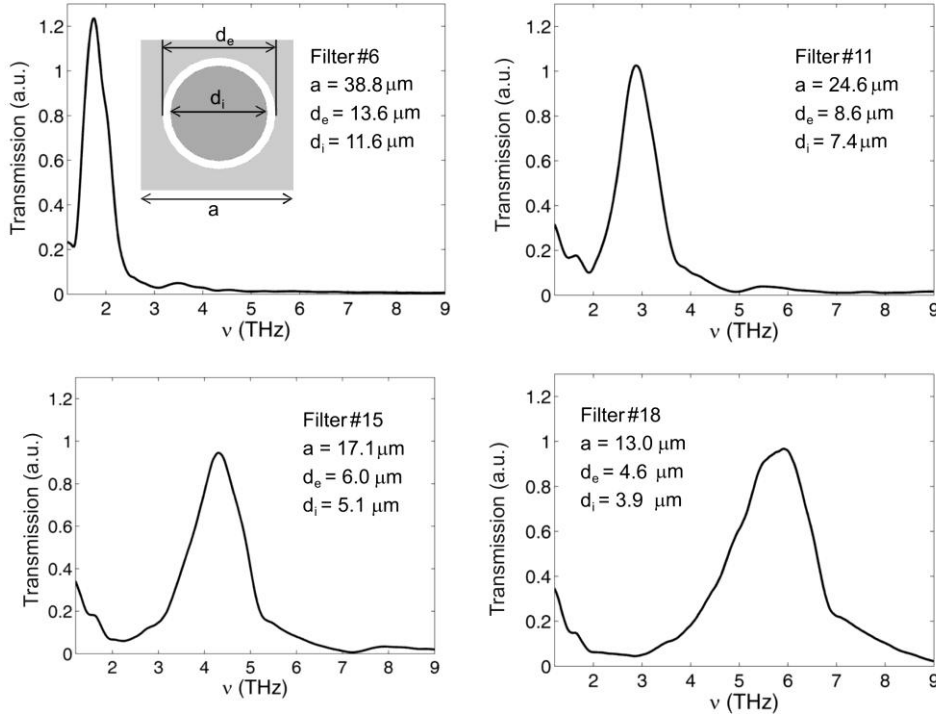 Transmission (a.u.)
1.2
1
0.8
0.6
0.4
0.2
0
2 3 4 5 6 7 8 9
ν (THz)
d_e
d_i
a
Filter #6
a = 38.8 μm
d_e = 13.6 μm
d_i = 11.6 μm
Transmission (a.u.)
1.2
1
0.8
0.6
0.4
0.2
0
2 3 4 5 6 7 8 9
ν (THz)
Filter #11
a = 24.6 μm
d_e = 8.6 μm
d_i = 7.4 μm
Transmission (a.u.)
1.2
1
0.8
0.6
0.4
0.2
0
2 3 4 5 6 7 8 9
ν (THz)
Filter #15
a = 17.1 μm
d_e = 6.0 μm
d_i = 5.1 μm
Transmission (a.u.)
1.2
1
0.8
0.6
0.4
0.2
0
2 3 4 5 6 7 8 9
ν (THz)
Filter #18
a = 13.0 μm
d_e = 4.6 μm
d_i = 3.9 μm